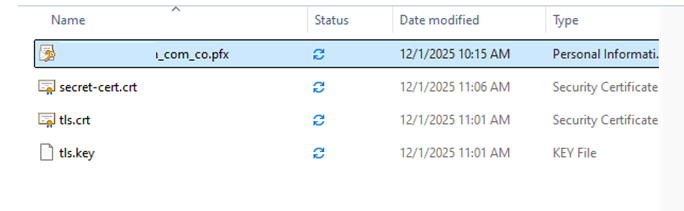 Name Status Date modified Type
_com_co.pfx 12/1/2025 10:15 AM Personal Informati...
secret-cert.crt 12/1/2025 11:06 AM Security Certificate
tls.crt 12/1/2025 11:01 AM Security Certificate
tls.key 12/1/2025 11:01 AM KEY File